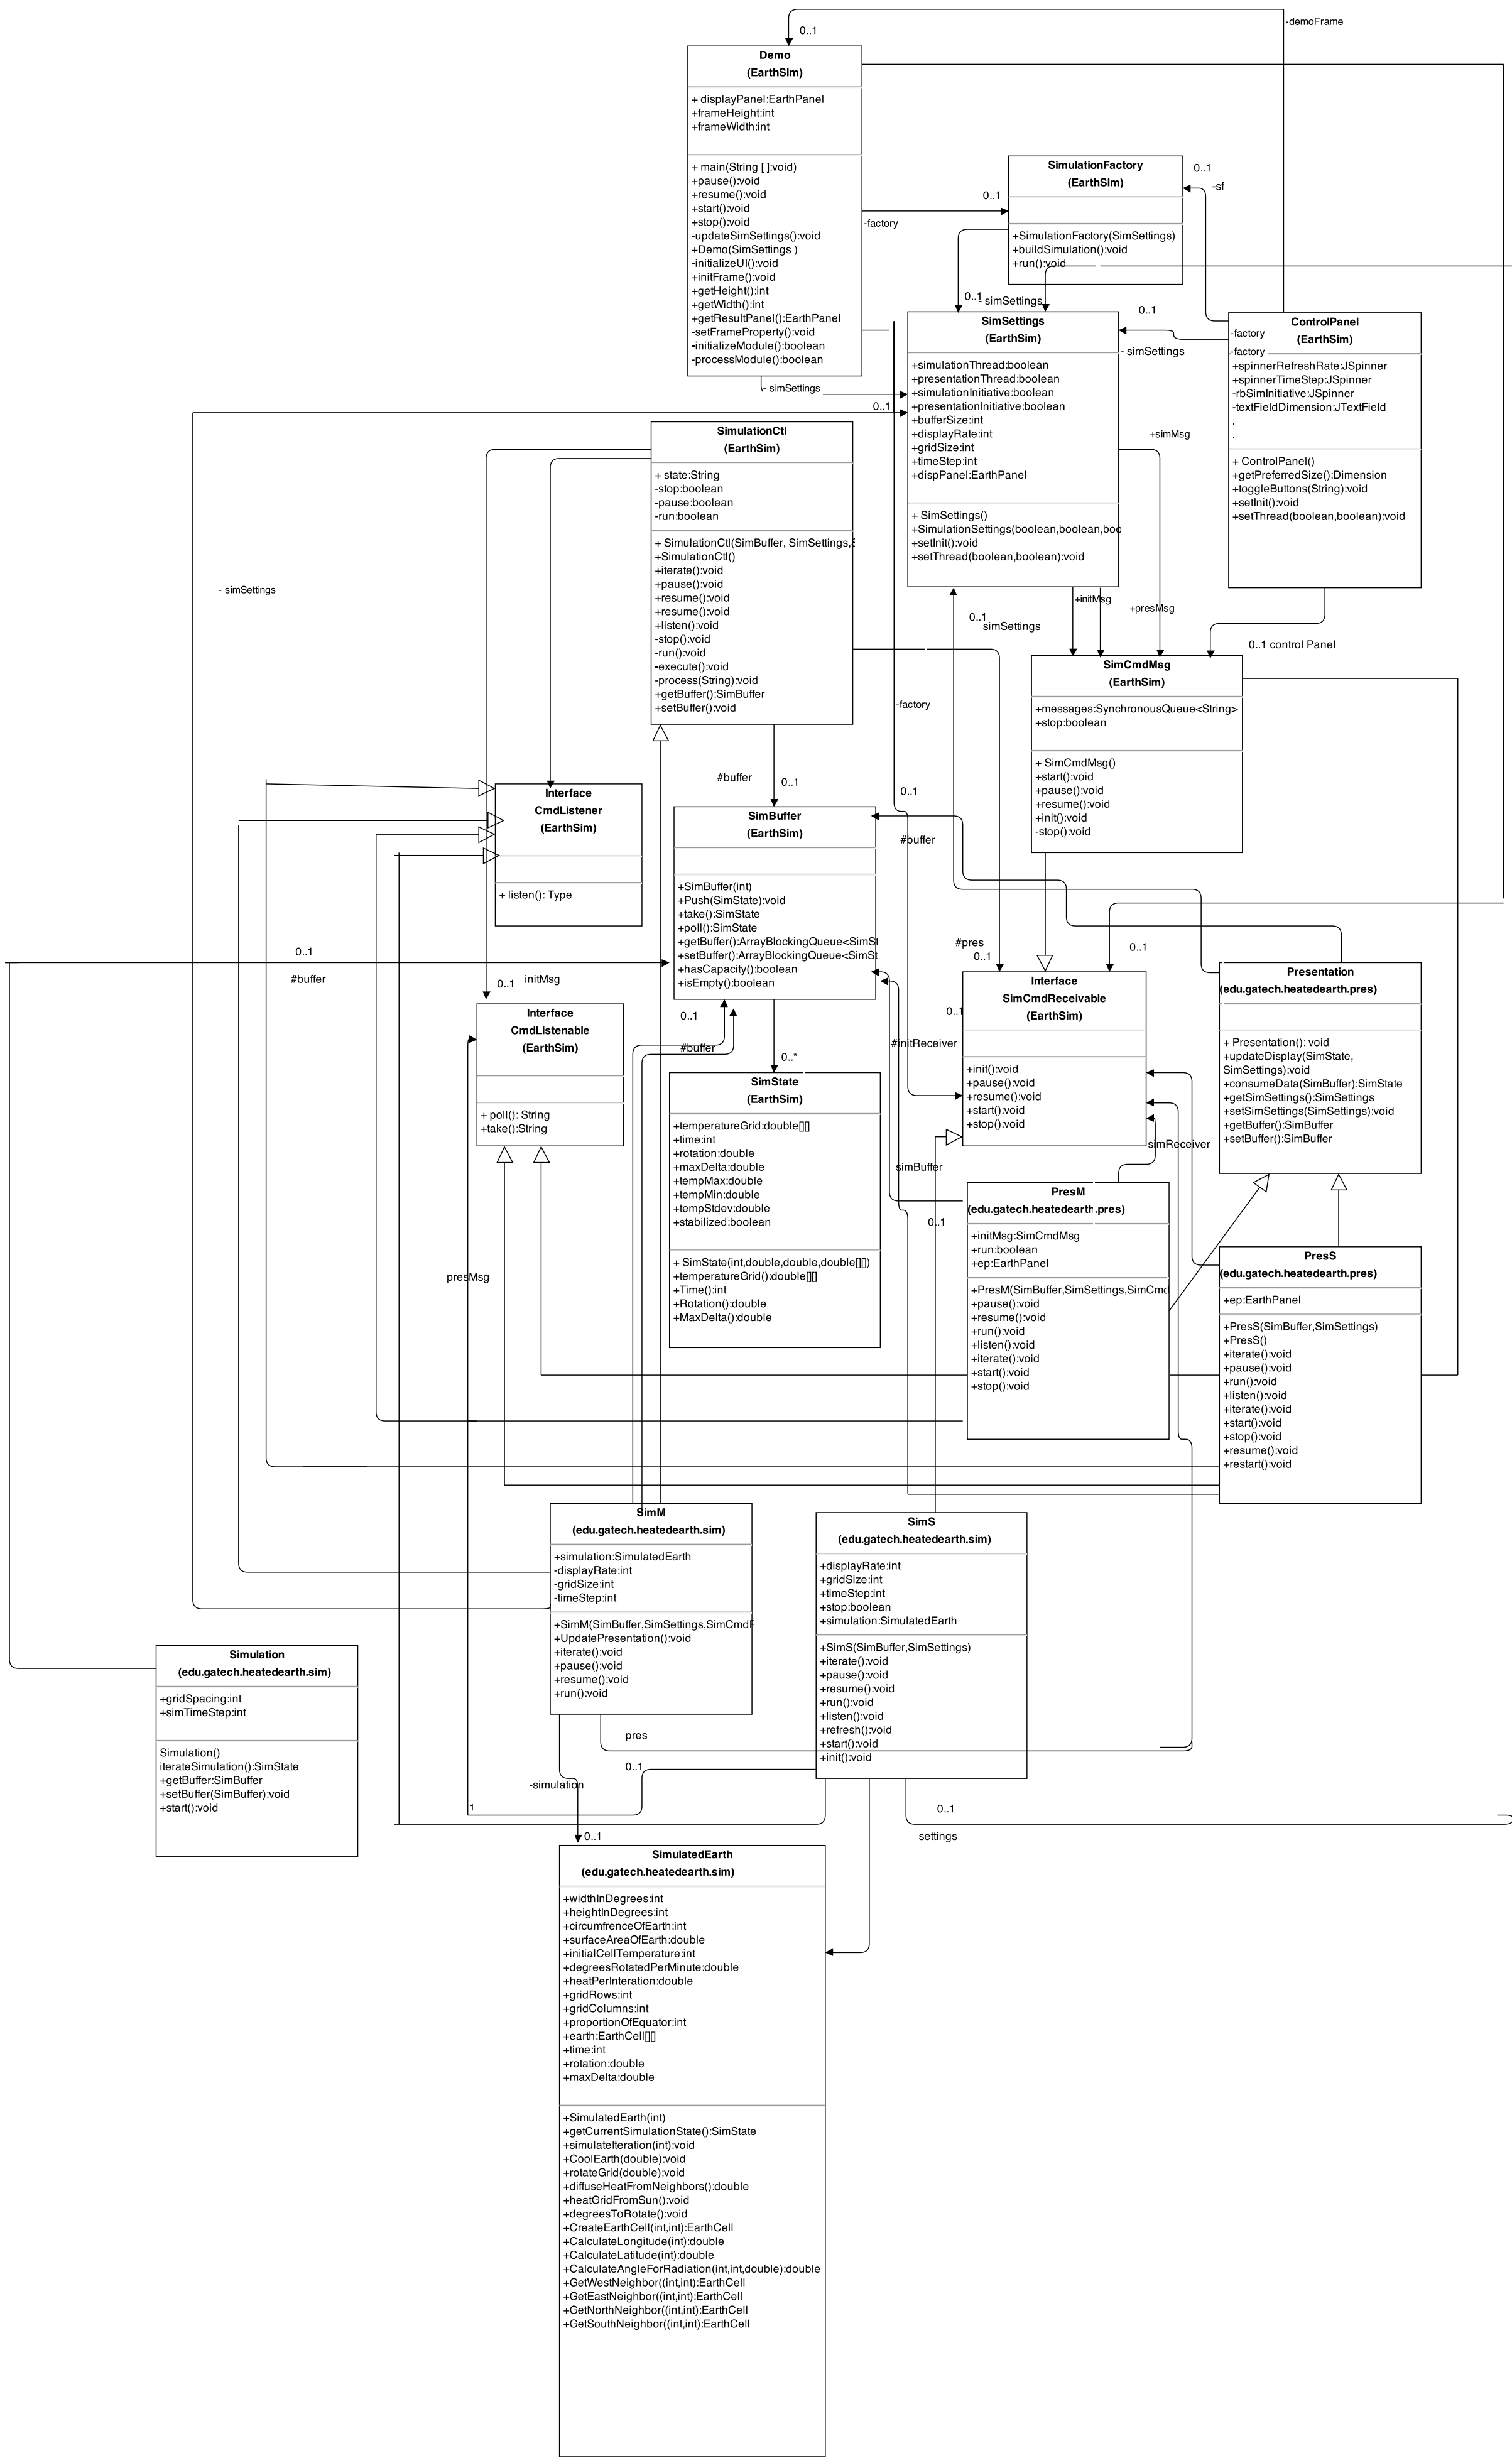 -demoFrame
0..1
Demo
(EarthSim)
+ displayPanel:EarthPanel
+frameHeight:int
+frameWidth:int
+ main(String [ ]:void)
+pause():void
+resume():void
+start():void
+stop():void
-updateSimSettings():void
+Demo(SimSettings )
-initializeUI():void
+initFrame():void
+getHeight():int
+getWidth():int
+getResultPanel():EarthPanel
-setFrameProperty():void
-initializeModule():boolean
-processModule():boolean
0..1
-factory
SimulationFactory
(EarthSim)
+SimulationFactory(SimSettings)
+buildSimulation():void
+run():void
0..1
-sf
0..1
- simSettings
SimSettings
(EarthSim)
+simulationThread:boolean
+presentationThread:boolean
+simulationInitiative:boolean
+presentationInitiative:boolean
+bufferSize:int
+displayRate:int
+gridSize:int
+timeStep:int
+dispPanel:EarthPanel
+ SimSettings()
+SimulationSettings(boolean,boolean,boo
+setInit():void
+setThread(boolean,boolean):void
0..1
- simSettings
-factory
-factory
ControlPanel
(EarthSim)
+spinnerRefreshRate:JSpinner
+spinnerTimeStep:JSpinner
-rbSimInitiative:JSpinner
-textFieldDimension:JTextField
.
.
+ ControlPanel()
+getPreferred​Size():Dimension
+toggleButtons(String):void
+setInit():void
+setThread(boolean,boolean):void
- simSettings
0..1
SimulationCtl
(EarthSim)
+ state:String
-stop:boolean
-pause:boolean
-run:boolean
+ SimulationCtl(SimBuffer, SimSettings,S
+SimulationCtl()
+iterate():void
+pause():void
+resume():void
+resume():void
+listen():void
-stop():void
-run():void
-execute():void
-process(String):void
+getBuffer():SimBuffer
+setBuffer():void
+simMsg
- simSettings
+initMsg
+presMsg
0..1
simSettings
0..1 control Panel
SimCmdMsg
(EarthSim)
+messages:SynchronousQueue<String>
+stop:boolean
+ SimCmdMsg()
+start():void
+pause():void
+resume():void
+init():void
-stop():void
-factory
#buffer
0..1
0..1
#buffer
Interface
CmdListener
(EarthSim)
+ listen(): Type
SimBuffer
(EarthSim)
+SimBuffer(int)
+Push(SimState):void
+take():SimState
+poll():SimState
+getBuffer():ArrayBlockingQueue<SimSt
+setBuffer():ArrayBlockingQueue<SimSt
+hasCapacity():boolean
+isEmpty():boolean
0..1
#buffer
0..1
initMsg
#pres
0..1
0..1
Interface
CmdListenable
(EarthSim)
+ poll(): String
+take():String
0..1
#buffer
0..*
0..1
#initReceiver
Interface
SimCmdReceivable
(EarthSim)
+init():void
+pause():void
+resume():void
+start():void
+stop():void
Presentation
(edu.gatech.heatedearth.pres)
+ Presentation(): void
+updateDisplay(SimState,
SimSettings):void
+consumeData(SimBuffer):SimState
+getSimSettings():SimSettings
+setSimSettings(SimSettings):void
+getBuffer():SimBuffer
+setBuffer():SimBuffer
SimState
(EarthSim)
+temperatureGrid:double[][]
+time:int
+rotation:double
+maxDelta:double
+tempMax:double
+tempMin:double
+tempStdev:double
+stabilized:boolean
+ SimState(int,double,double,double[][])
+temperatureGrid():double[][]
+Time():int
+Rotation():double
+MaxDelta():double
simReceiver
simBuffer
0..1
presMsg
PresM
(edu.gatech.heatedearth.pres)
+initMsg:SimCmdMsg
+run:boolean
+ep:EarthPanel
+PresM(SimBuffer,SimSettings,SimCmd
+pause():void
+resume():void
+run():void
+listen():void
+iterate():void
+start():void
+stop():void
PresS
(edu.gatech.heatedearth.pres)
+ep:EarthPanel
+PresS(SimBuffer,SimSettings)
+PresS()
+iterate():void
+pause():void
+run():void
+listen():void
+iterate():void
+start():void
+stop():void
+resume():void
+restart():void
SimM
(edu.gatech.heatedearth.sim)
+simulation:SimulatedEarth
-displayRate:int
-gridSize:int
-timeStep:int
+SimM(SimBuffer,SimSettings,SimCmdR
+UpdatePresentation():void
+iterate():void
+pause():void
+resume():void
+run():void
SimS
(edu.gatech.heatedearth.sim)
+displayRate:int
+gridSize:int
+timeStep:int
+stop:boolean
+simulation:SimulatedEarth
+SimS(SimBuffer,SimSettings)
+iterate():void
+pause():void
+resume():void
+run():void
+listen():void
+refresh():void
+start():void
+init():void
Simulation
(edu.gatech.heatedearth.sim)
+gridSpacing:int
+simTimeStep:int
Simulation()
iterateSimulation():SimState
+getBuffer:SimBuffer
+setBuffer(SimBuffer):void
+start():void
pres
0..1
-simulation
1
0..1
0..1
settings
SimulatedEarth
(edu.gatech.heatedearth.sim)
+widthInDegrees:int
+heightInDegrees:int
+circumfrenceOfEarth:int
+surfaceAreaOfEarth:double
+initialCellTemperature:int
+degreesRotatedPerMinute:double
+heatPerInteration:double
+gridRows:int
+gridColumns:int
+proportionOfEquator:int
+earth:EarthCell[][]
+time:int
+rotation:double
+maxDelta:double
+SimulatedEarth(int)
+getCurrentSimulationState():SimState
+simulateIteration(int):void
+CoolEarth(double):void
+rotateGrid(double):void
+diffuseHeatFromNeighbors():double
+heatGridFromSun():void
+degreesToRotate():void
+CreateEarthCell(int,int):EarthCell
+CalculateLongitude(int):double
+CalculateLatitude(int):double
+CalculateAngleForRadiation(int,int,double):double
+GetWestNeighbor((int,int):EarthCell
+GetEastNeighbor((int,int):EarthCell
+GetNorthNeighbor((int,int):EarthCell
+GetSouthNeighbor((int,int):EarthCell